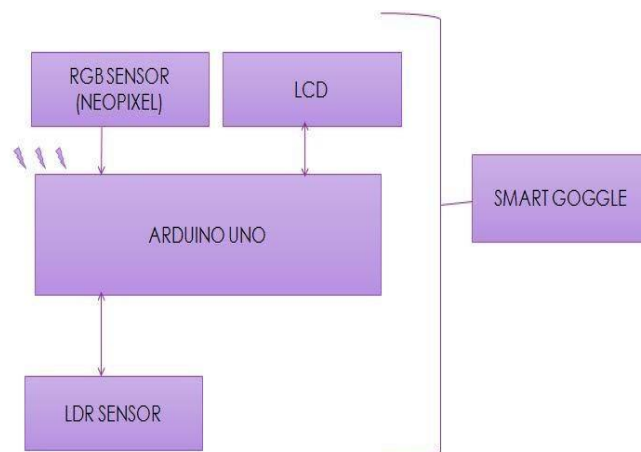 RGB SENSOR
(NEOPIXEL)
LCD
ARDUINO UNO
SMART GOGGLE
LDR SENSOR